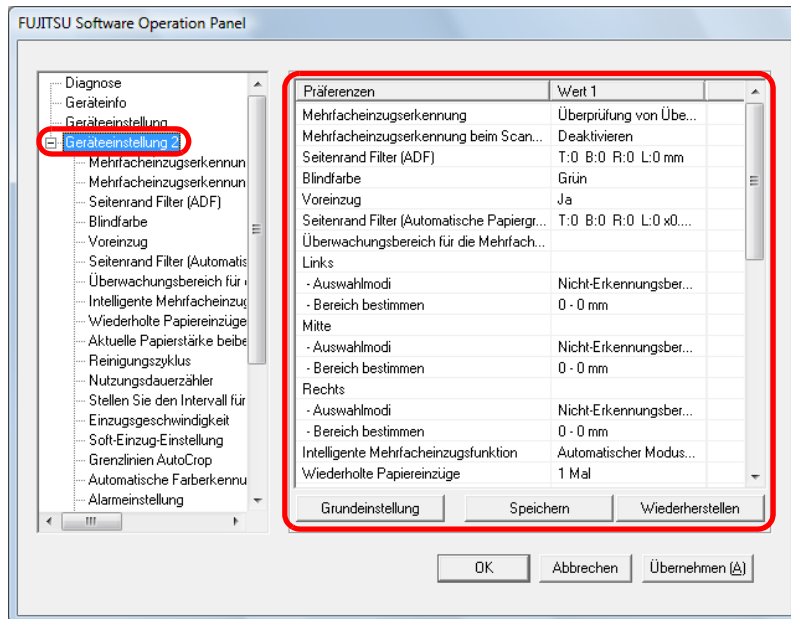 FUJITSU Software Operation Panel
Diagnose
Geräteinfo
Geräteeinstellung
Geräteeinstellung 2
Mehrfacheinzugserkennun
Mehrfacheinzugserkennun
Seitenrand Filter (ADF)
Blindfarbe
Voreinzug
Seitenrand Filter (Automatis
Überwachungsbereich für
Intelligente Mehrfacheinzug
Wiederholte Papiereinzüge
Aktuelle Papierstärke beibe
Reinigungszyklus
Nutzungsdauerzähler
Stellen Sie den Intervall für
Einzugsgeschwindigkeit
Soft-Einzug-Einstellung
Grenzlinien AutoCrop
Automatische Farberkennu
Alarmeinstellung
Präferenzen Wert 1
Mehrfacheinzugserkennung Überprüfung von Übe...
Mehrfacheinzugserkennung beim Scan... Deaktivieren
Seitenrand Filter (ADF) T:0 B:0 R:0 L:0 mm
Blindfarbe Grün
Voreinzug Ja
Seitenrand Filter (Automatische Papiergr... T:0 B:0 R:0 L:0 x0....
Überwachungsbereich für die Mehrfach...
Links
- Auswahlmodi Nicht-Erkennungsber...
- Bereich bestimmen 0 - 0 mm
Mitte
- Auswahlmodi Nicht-Erkennungsber...
- Bereich bestimmen 0 - 0 mm
Rechts
- Auswahlmodi Nicht-Erkennungsber...
- Bereich bestimmen 0 - 0 mm
Intelligente Mehrfacheinzugsfunktion Automatischer Modus...
Wiederholte Papiereinzüge 1 Mal
Grundeinstellung Speichern Wiederherstellen
OK Abbrechen Übernehmen (A)